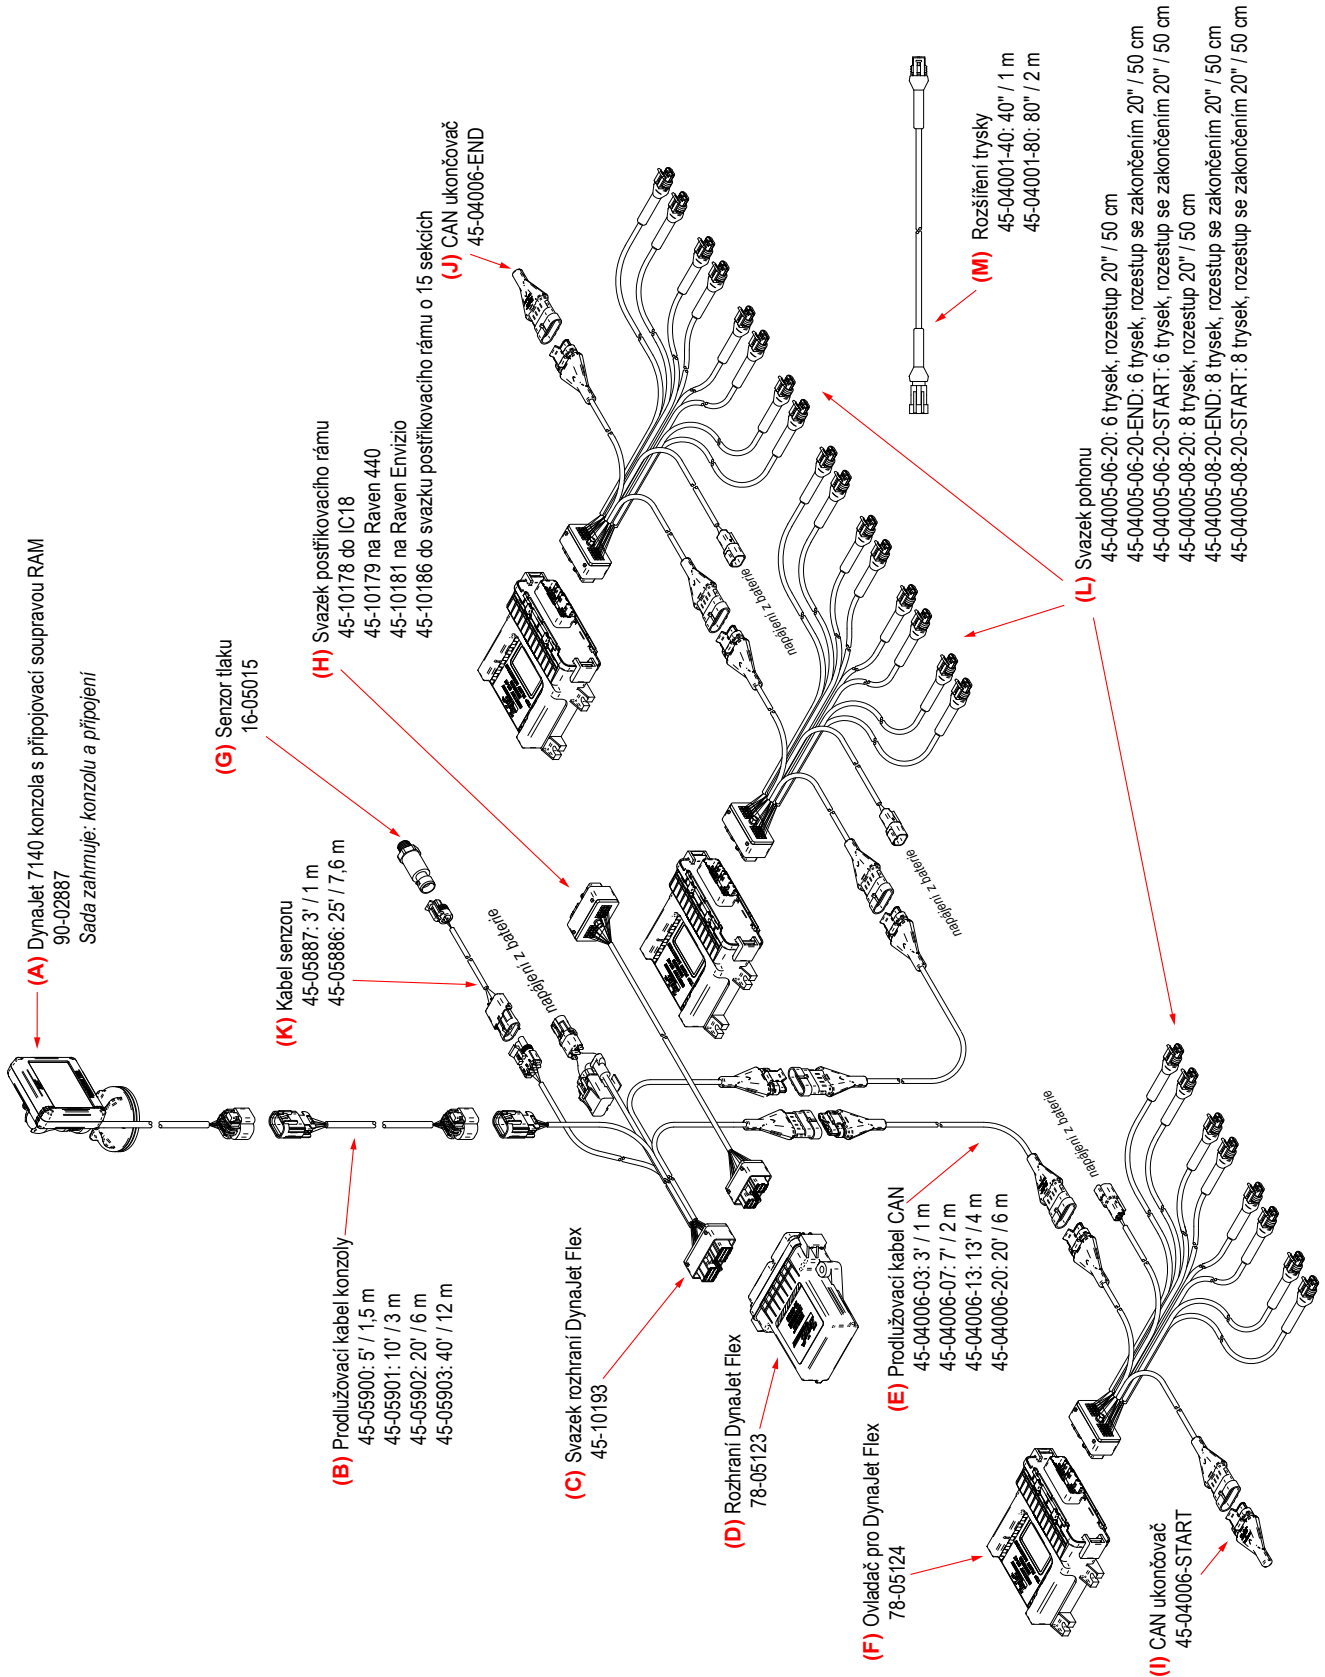 (A) DynaJet 7140 konzola s připojovací soupravou RAM
90-02887
Sada zahrnuje: konzolu a připojení
(B) Prodlužovací kabel konzoly
45-05900: 5' / 1,5 m
45-05901: 10' / 3 m
45-05902: 20' / 6 m
45-05903: 40' / 12 m
(K) Kabel senzoru
45-05887: 3' / 1 m
45-05886: 25' / 7,6 m
(G) Senzor tlaku
16-05015
(H) Svazek postřikovacího rámu
45-10178 do IC18
45-10179 na Raven 440
45-10181 na Raven Envizio
45-10186 do svazku postřikovacího rámu o 15 sekcích
(J) CAN ukončovač
45-04006-END
napájení z baterie
(C) Svazek rozhraní DynaJet Flex
45-10193
(D) Rozhraní DynaJet Flex
78-05123
(E) Prodlužovací kabel CAN
45-04006-03: 3' / 1 m
45-04006-07: 7' / 2 m
45-04006-13: 13' / 4 m
45-04006-20: 20' / 6 m
(F) Ovladač pro DynaJet Flex
78-05124
(I) CAN ukončovač
45-04006-START
napájení z baterie
napájení z baterie
napájení z baterie
(M) Rozšíření trysky
45-04001-40: 40" / 1 m
45-04001-80: 80" / 2 m
(L) Svazek pohonu
45-04005-06-20: 6 trysek, rozestup 20" / 50 cm
45-04005-06-20-END: 6 trysek, rozestup se zakončením 20" / 50 cm
45-04005-06-20-START: 6 trysek, rozestup se zakončením 20" / 50 cm
45-04005-08-20: 8 trysek, rozestup 20" / 50 cm
45-04005-08-20-END: 8 trysek, rozestup se zakončením 20" / 50 cm
45-04005-08-20-START: 8 trysek, rozestup se zakončením 20" / 50 cm